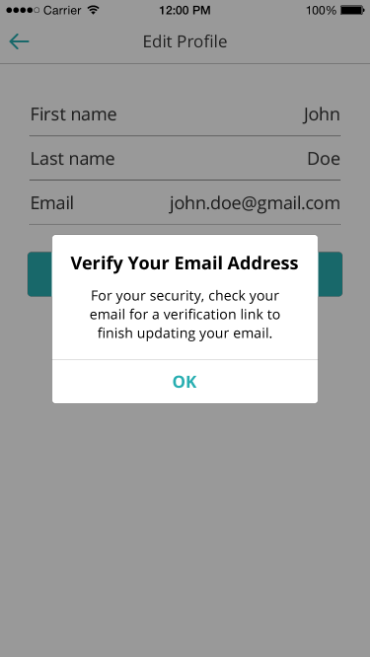 Carrier 12:00 PM 100%
Edit Profile
First name John
Last name Doe
Email john.doe@gmail.com
Verify Your Email Address
For your security, check your
email for a verification link to
finish updating your email.
OK